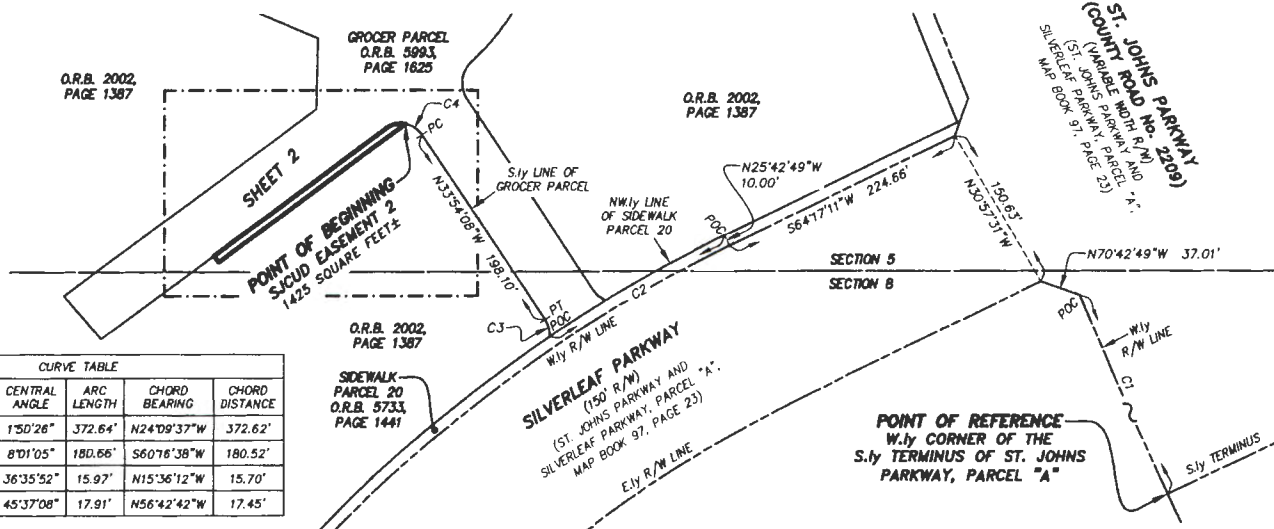 GROCER PARCEL
O.R.B. 5993,
PAGE 1625
O.R.B. 2002,
PAGE 1387
O.R.B. 2002,
PAGE 1387
ST. JOHNS PARKWAY
(COUNTY ROAD No. 2209)
(VARIABLE WIDTH R/W)
(ST. JOHNS PARKWAY AND
SILVERLEAF PARKWAY, PARCEL "A",
MAP BOOK 97, PAGE 23)
C4
PC
SHEET 2
S.ly LINE OF
GROCER PARCEL
N33°54'08"W 198.10'
POINT OF BEGINNING
SJCUD EASEMENT 2
1425 SQUARE FEET±
N25°42'49"W
10.00'
NW.ly LINE
OF SIDEWALK
PARCEL 20
POC
S64°17'11"W 224.66'
150.63'
N30°57'31"W
SECTION 5
SECTION 8
N70°42'49"W 37.01'
POC
W.ly
R/W LINE
C1
C2
PT
POC
C3
W.ly R/W LINE
O.R.B. 2002,
PAGE 1387
SIDEWALK
PARCEL 20
O.R.B. 5733,
PAGE 1441
SILVERLEAF PARKWAY
(150' R/W)
(ST. JOHNS PARKWAY AND
SILVERLEAF PARKWAY, PARCEL "A",
MAP BOOK 97, PAGE 23)
E.ly R/W LINE
POINT OF REFERENCE
W.ly CORNER OF THE
S.ly TERMINUS OF ST. JOHNS
PARKWAY, PARCEL "A"
S.ly TERMINUS
CURVE TABLE
CENTRAL ANGLE ARC LENGTH CHORD BEARING CHORD DISTANCE
1°50'26" 372.64' N24°09'37"W 372.62'
8°01'05" 180.66' S60°16'38"W 180.52'
36°35'52" 15.97' N15°36'12"W 15.70'
45°37'08" 17.91' N56°42'42"W 17.45'